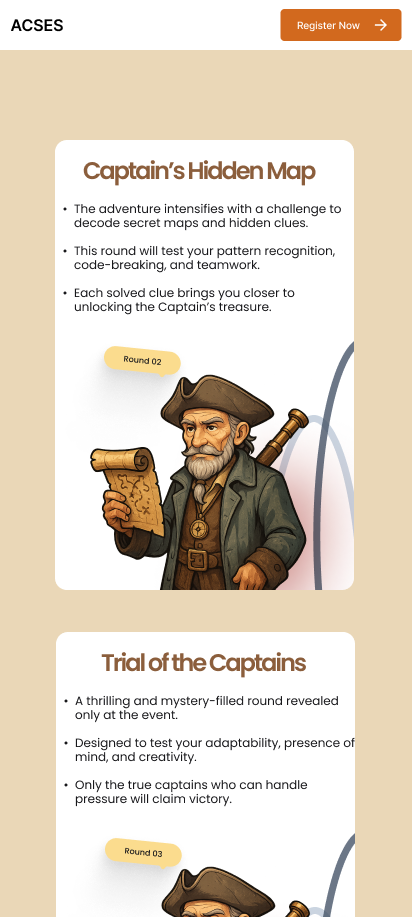 ACSES
Register Now
Captain’s Hidden Map
• The adventure intensifies with a challenge to
decode secret maps and hidden clues.
• This round will test your pattern recognition,
code-breaking, and teamwork.
• Each solved clue brings you closer to
unlocking the Captain’s treasure.
Round 02
Trial of the Captains
• A thrilling and mystery-filled round revealed
only at the event.
• Designed to test your adaptability, presence of
mind, and creativity.
• Only the true captains who can handle
pressure will claim victory.
Round 03